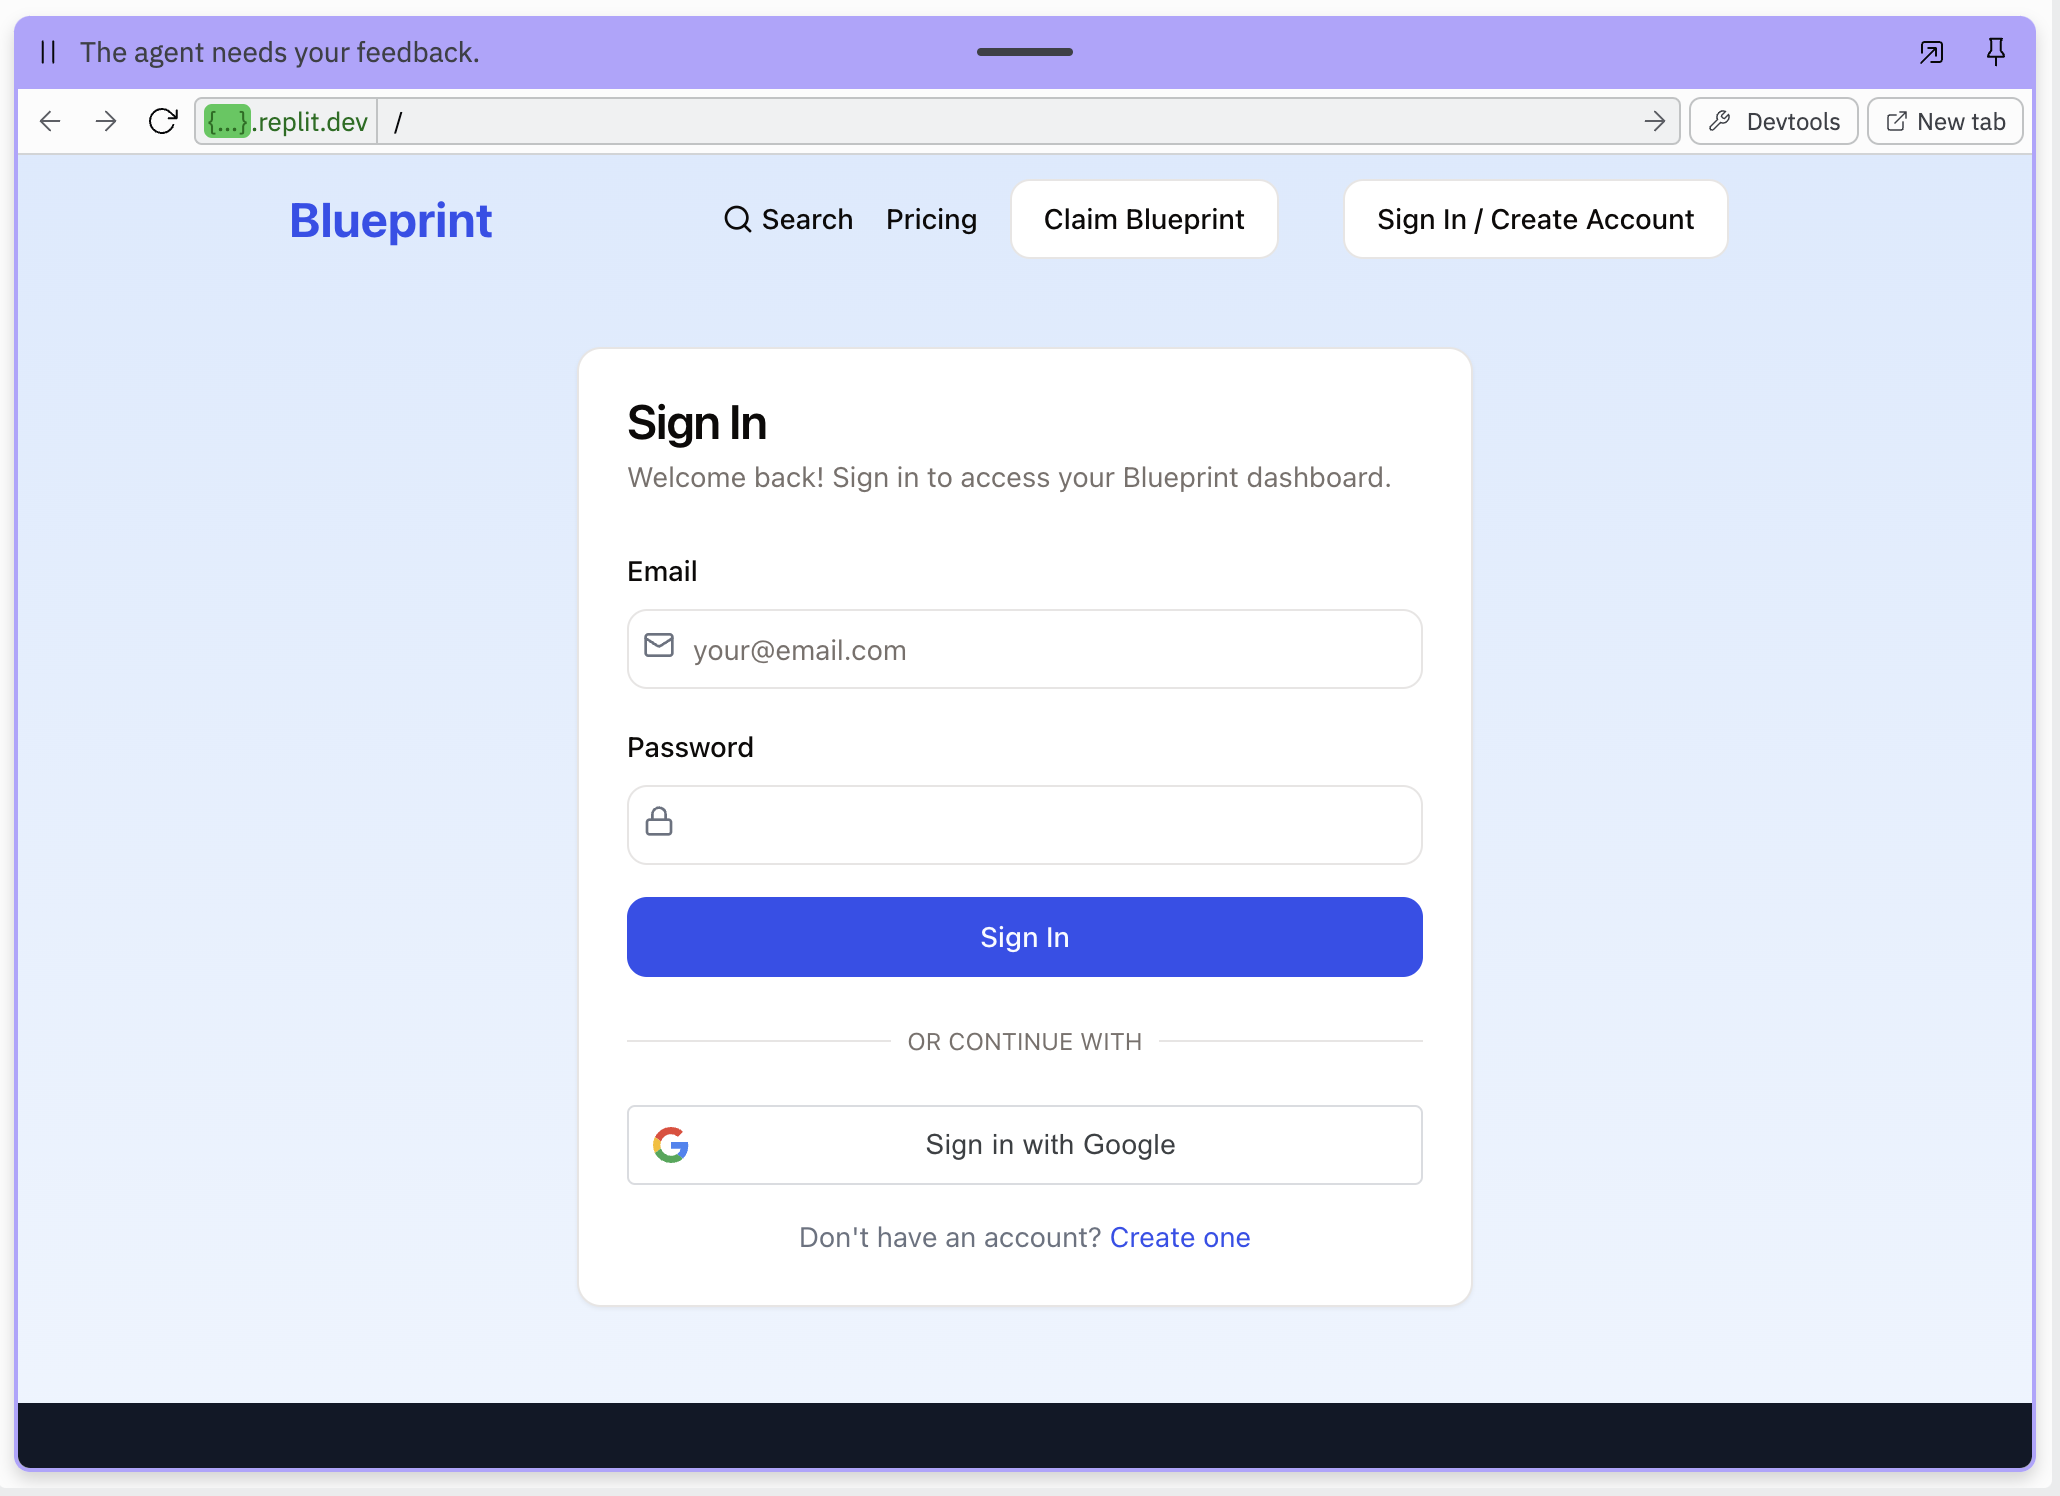 The agent needs your feedback.
{...}.replit.dev /
Devtools
New tab
Blueprint
Search
Pricing
Claim Blueprint
Sign In / Create Account
Sign In
Welcome back! Sign in to access your Blueprint dashboard.
Email
your@email.com
Password
Sign In
OR CONTINUE WITH
Sign in with Google
Don't have an account? Create one